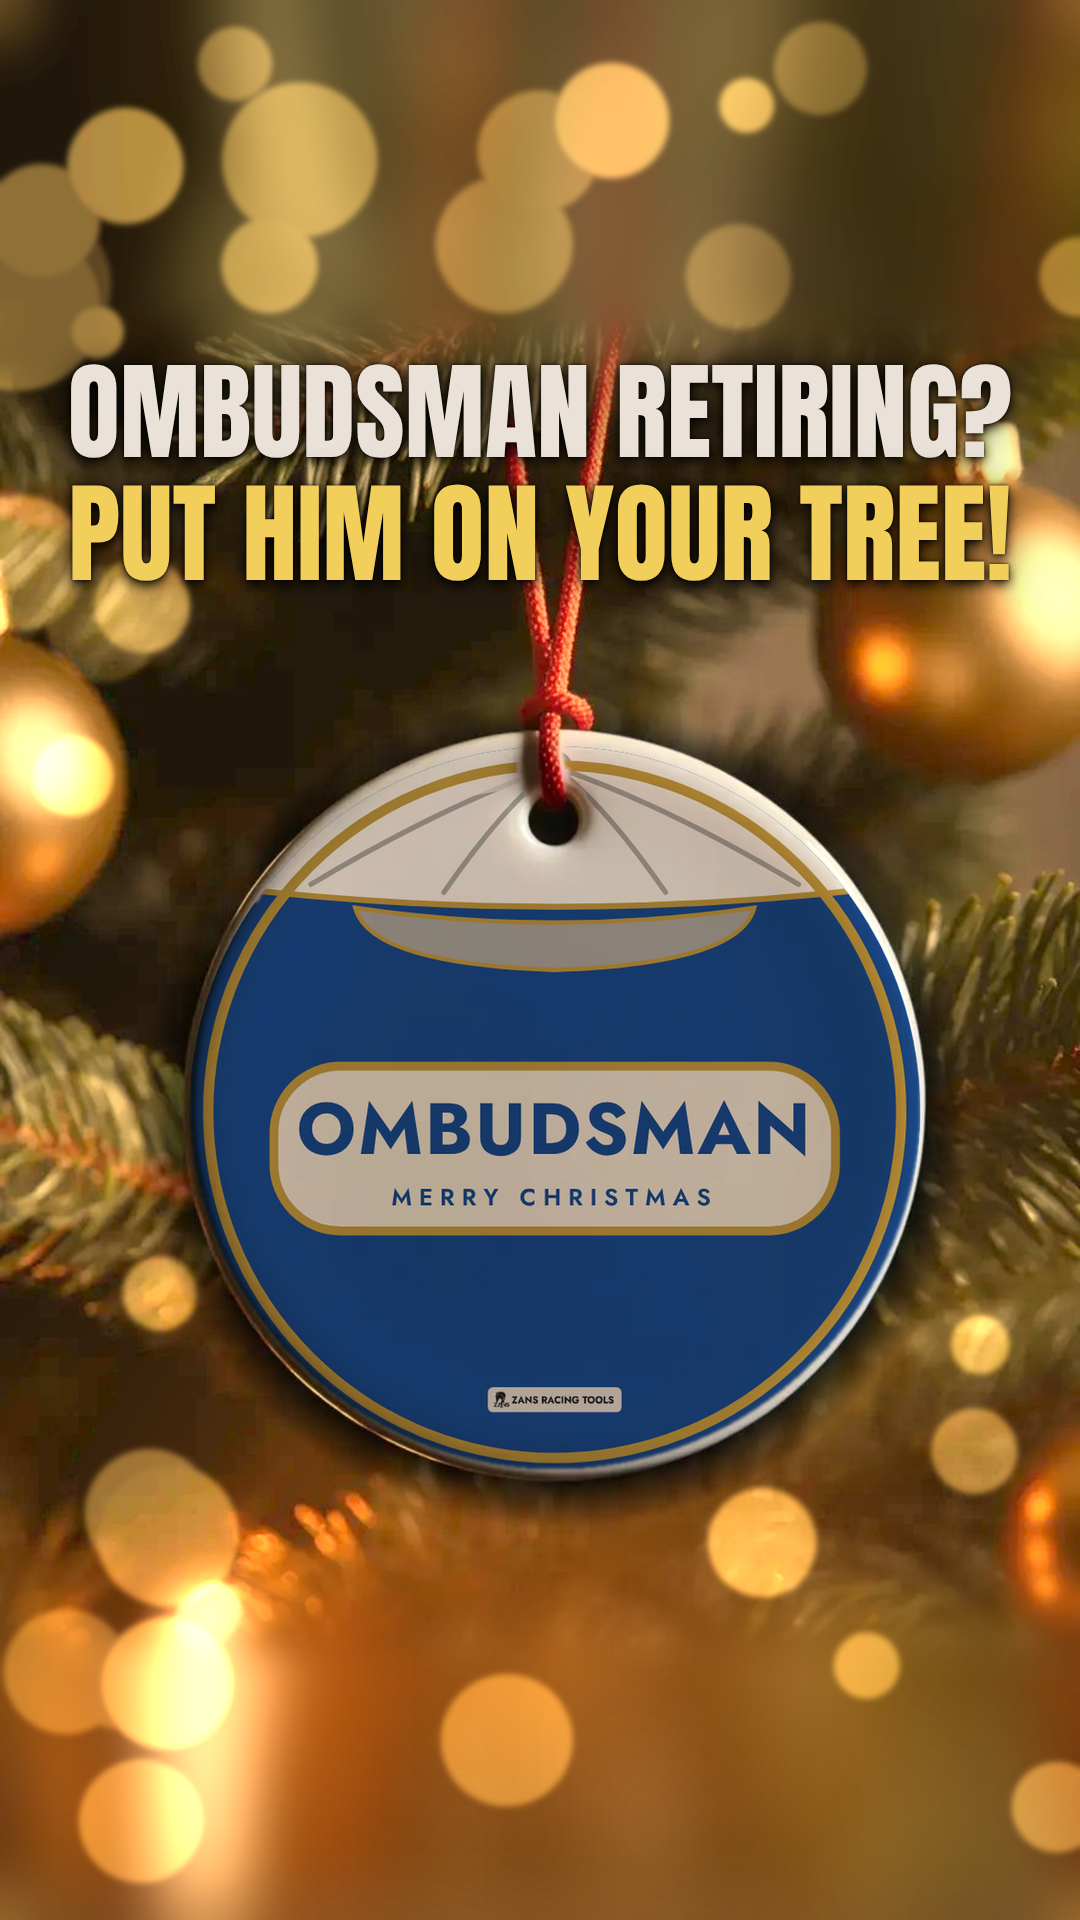 OMBUDSMAN RETIRING?
PUT HIM ON YOUR TREE!
OMBUDSMAN
MERRY CHRISTMAS
ZANS RACING TOOLS